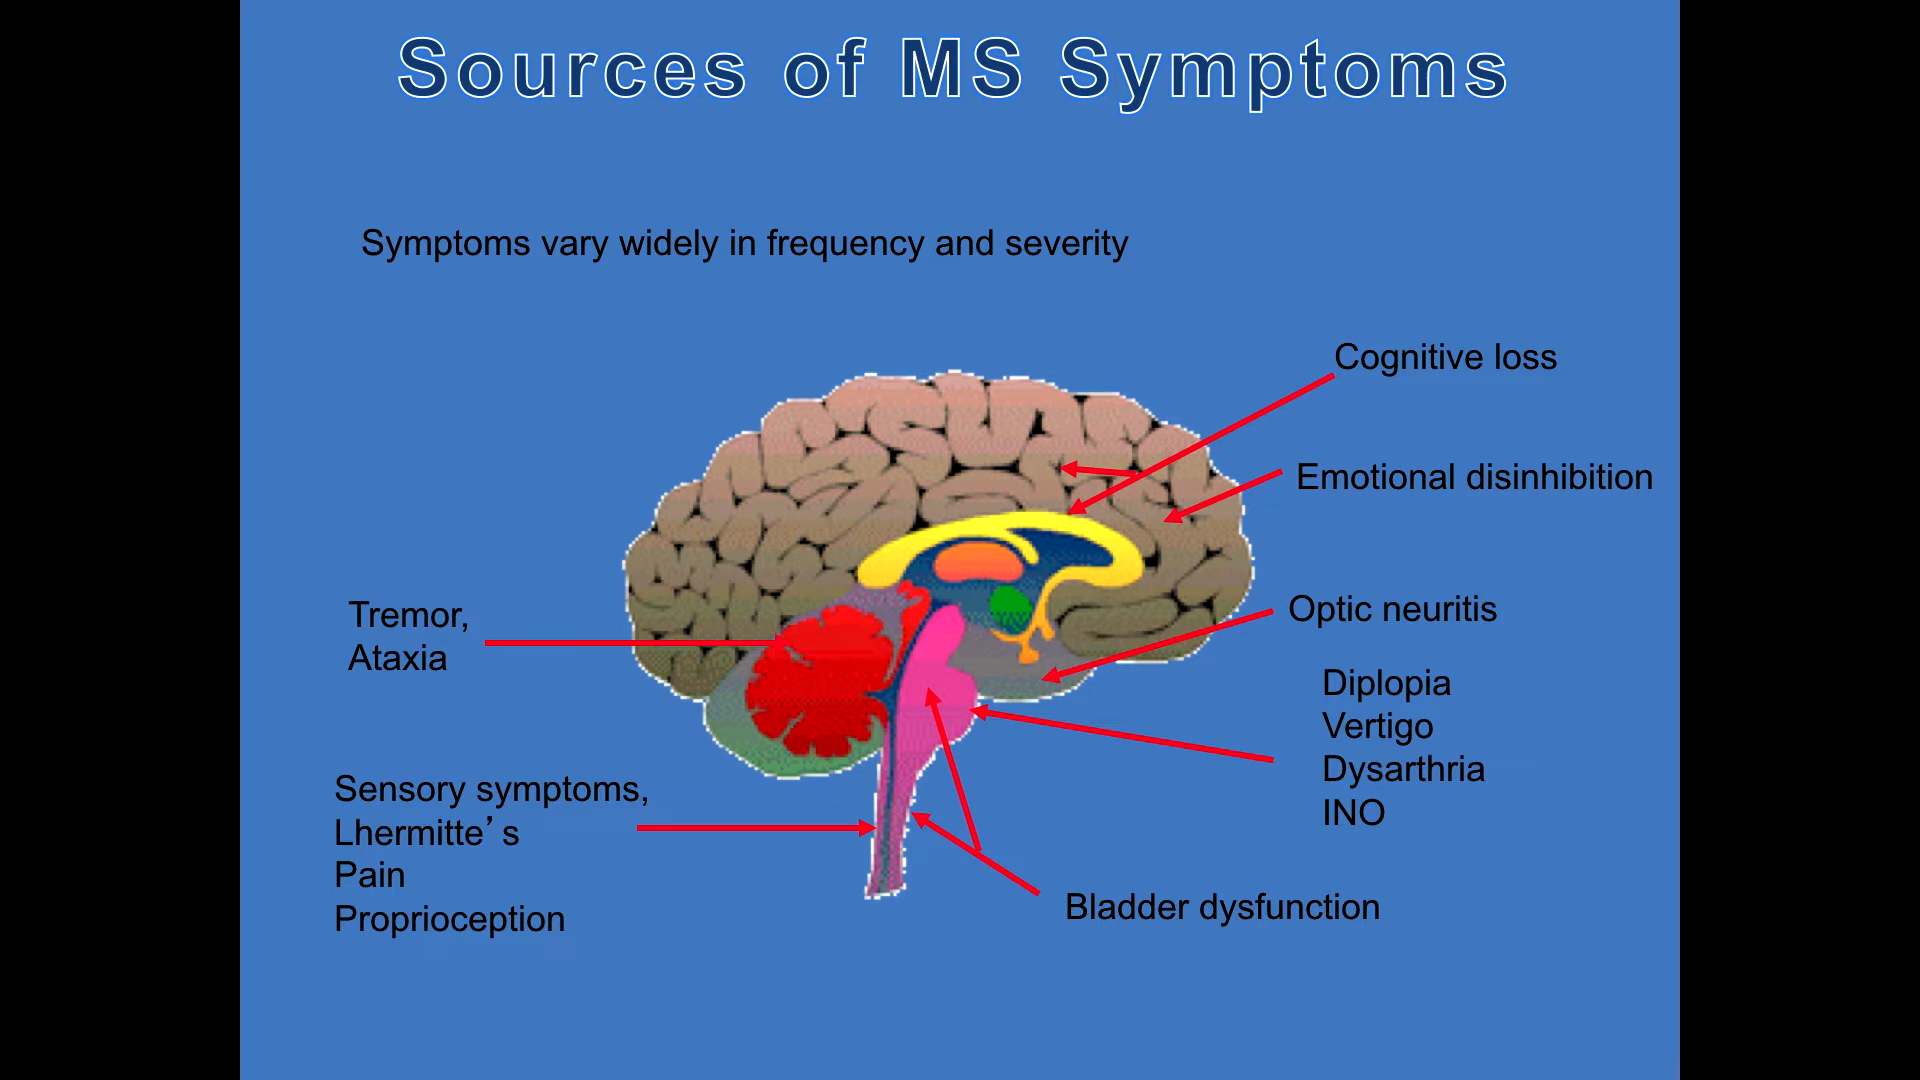 Sources of MS Symptoms
Symptoms vary widely in frequency and severity
Cognitive loss
Emotional disinhibition
Optic neuritis
Tremor,
Ataxia
Diplopia
Vertigo
Dysarthria
INO
Sensory symptoms,
Lhermitte’s
Pain
Proprioception
Bladder dysfunction